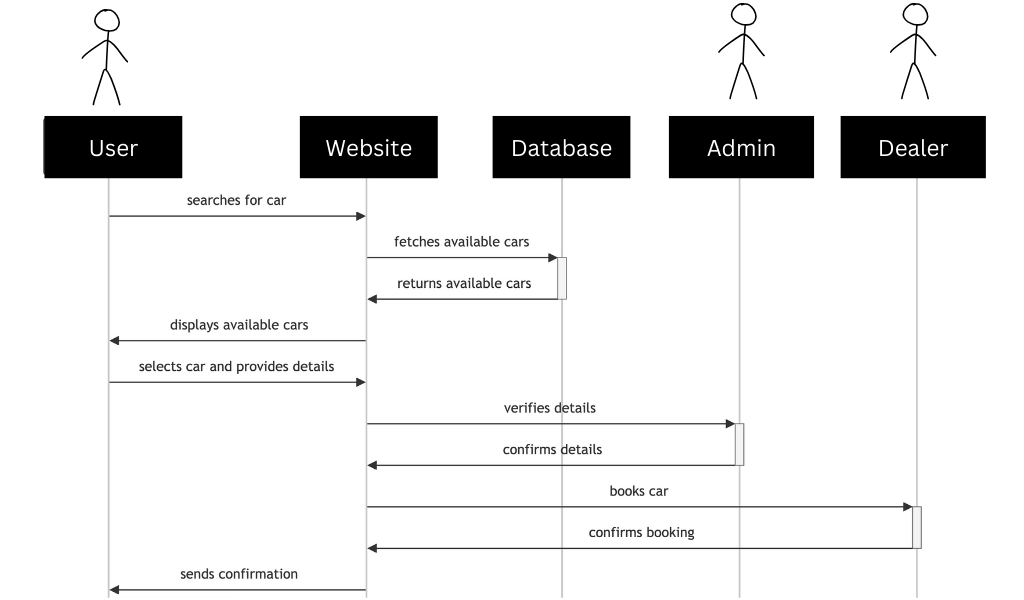 User
Website
Database
Admin
Dealer
searches for car
fetches available cars
returns available cars
displays available cars
selects car and provides details
verifies details
confirms details
books car
confirms booking
sends confirmation